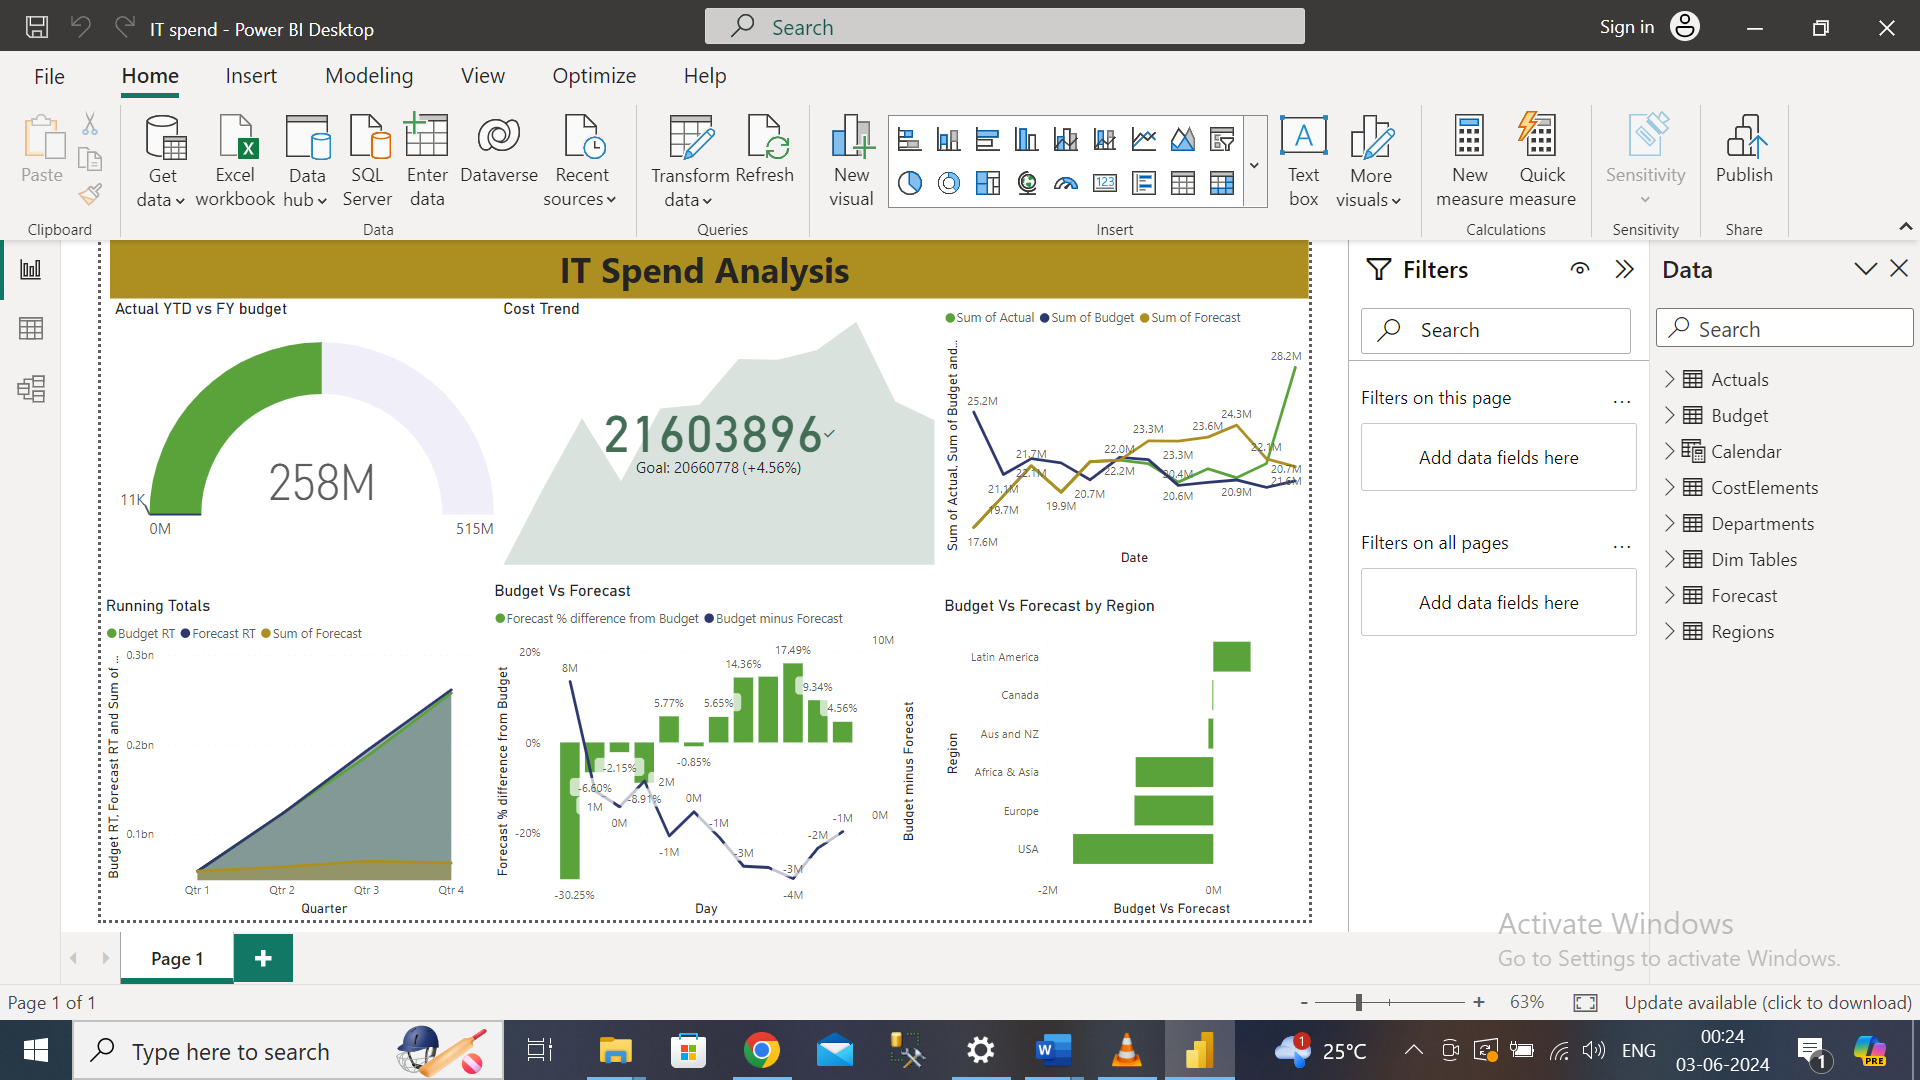 IT spend - Power BI Desktop
Search
Sign in
File
Home
Insert
Modeling
View
Optimize
Help
Paste
Get data
Excel workbook
Data hub
SQL Server
Enter data
Dataverse
Recent sources
Transform data
Refresh
New visual
123
A
Text box
More visuals
New measure
Quick measure
Sensitivity
Publish
Clipboard
Data
Queries
Insert
Calculations
Sensitivity
Share
IT Spend Analysis
Actual YTD vs FY budget
258M
11K
0M
515M
Cost Trend
21603896
Goal: 20660778 (+4.56%)
Sum of Actual Sum of Budget Sum of Forecast
Sum of Actual, Sum of Budget and...
28.2M
25.2M
24.3M
23.3M
23.6M
22.1M
21.7M
22.0M
22.1M
22.2M
23.3M
20.4M
20.7M
21.6M
21.1M
20.7M
20.6M
20.9M
19.7M
19.9M
17.6M
Date
Running Totals
Budget RT Forecast RT Sum of Forecast
Budget RT, Forecast RT and Sum of ...
0.3bn
0.2bn
0.1bn
Qtr 1
Qtr 2
Qtr 3
Qtr 4
Quarter
Budget Vs Forecast
Forecast % difference from Budget Budget minus Forecast
Forecast % difference from Budget
20%
0%
-20%
8M
17.49%
14.36%
9.34%
5.77%
5.65%
4.56%
-0.85%
-2.15%
-6.60%
-8.91%
2M
1M
0M
0M
-1M
-1M
-1M
-2M
-3M
-3M
-4M
-30.25%
10M
0M
Budget minus Forecast
Day
Budget Vs Forecast by Region
Region
Latin America
Canada
Aus and NZ
Africa & Asia
Europe
USA
-2M
0M
Budget Vs Forecast
Filters
Search
Filters on this page
...
Add data fields here
Filters on all pages
...
Add data fields here
Data
Search
Actuals
Budget
Calendar
CostElements
Departments
Dim Tables
Forecast
Regions
Activate Windows
Go to Settings to activate Windows.
Page 1
+
Page 1 of 1
-
+
63%
Update available (click to download)
Type here to search
1
25°C
ENG
00:24
03-06-2024
1
PRE